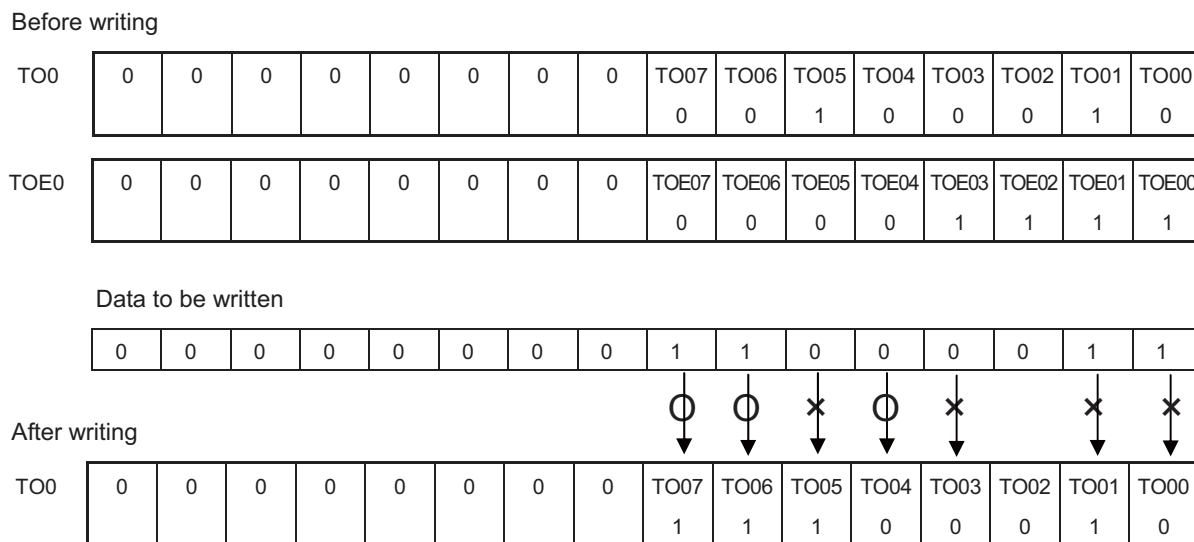 Before writing
TO0 0 0 0 0 0 0 0 0 TO07 TO06 TO05 TO04 TO03 TO02 TO01 TO00
0 0 1 0 0 0 1 0
TOE0 0 0 0 0 0 0 0 0 TOE07 TOE06 TOE05 TOE04 TOE03 TOE02 TOE01 TOE00
0 0 0 0 1 1 1 1
Data to be written
0 0 0 0 0 0 0 0 1 1 0 0 0 0 1 1
O O × O × × ×
After writing
TO0 0 0 0 0 0 0 0 0 TO07 TO06 TO05 TO04 TO03 TO02 TO01 TO00
1 1 1 0 0 0 1 0